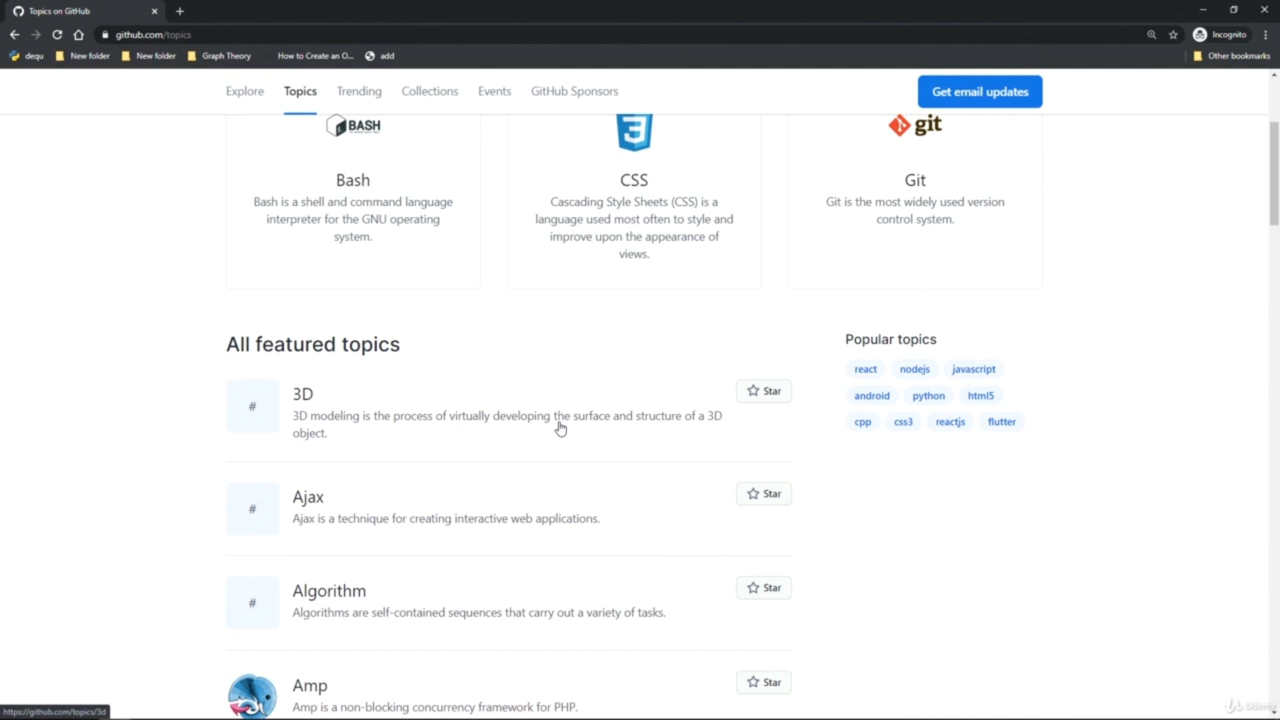 Topics on GitHub
github.com/topics
Incognito
dequ
New folder
New folder
Graph Theory
How to Create an O...
add
Other bookmarks
Explore
Topics
Trending
Collections
Events
GitHub Sponsors
Get email updates
BASH
3
git
Bash
Bash is a shell and command language
interpreter for the GNU operating
system.
CSS
Cascading Style Sheets (CSS) is a
language used most often to style and
improve upon the appearance of
views.
Git
Git is the most widely used version
control system.
All featured topics
#
3D
3D modeling is the process of virtually developing the surface and structure of a 3D
object.
Star
#
Ajax
Ajax is a technique for creating interactive web applications.
Star
#
Algorithm
Algorithms are self-contained sequences that carry out a variety of tasks.
Star
Amp
Amp is a non-blocking concurrency framework for PHP.
Star
Popular topics
react
nodejs
javascript
android
python
html5
cpp
css3
reactjs
flutter
https://github.com/topics/3d
Udemy